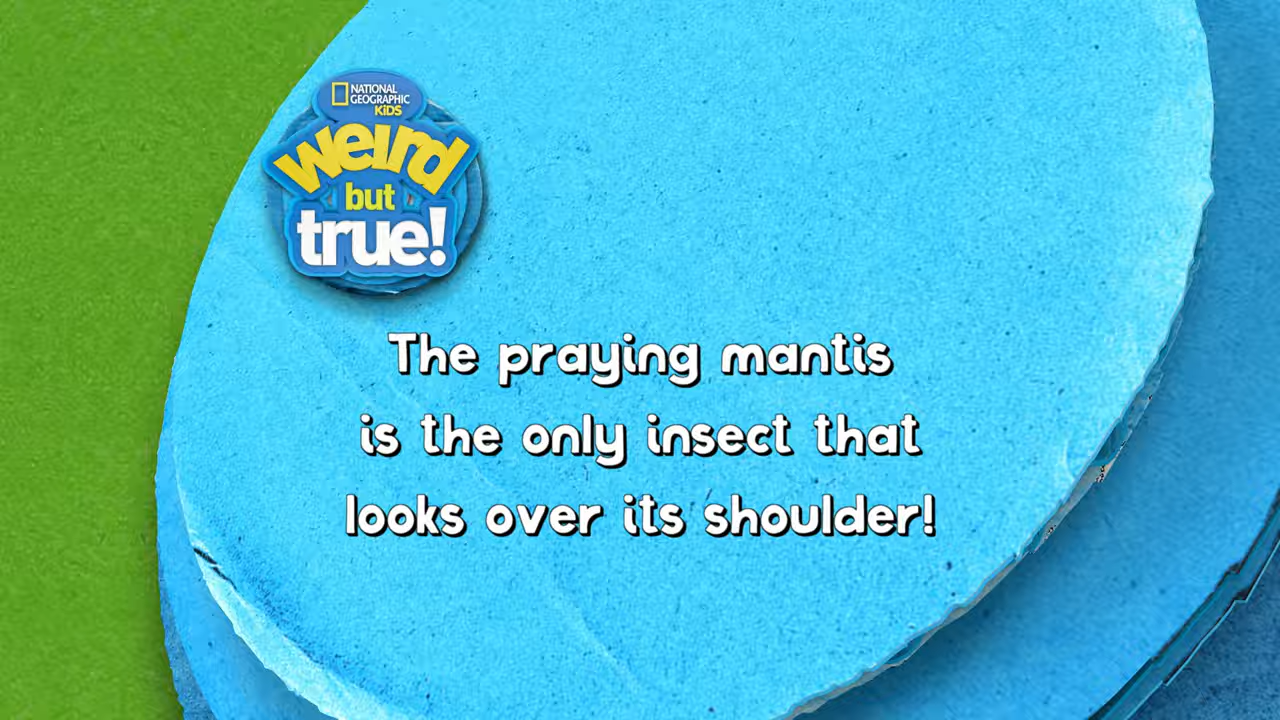 NATIONAL
GEOGRAPHIC
KiDS
weird
but
true!
The praying mantis
is the only insect that
looks over its shoulder!